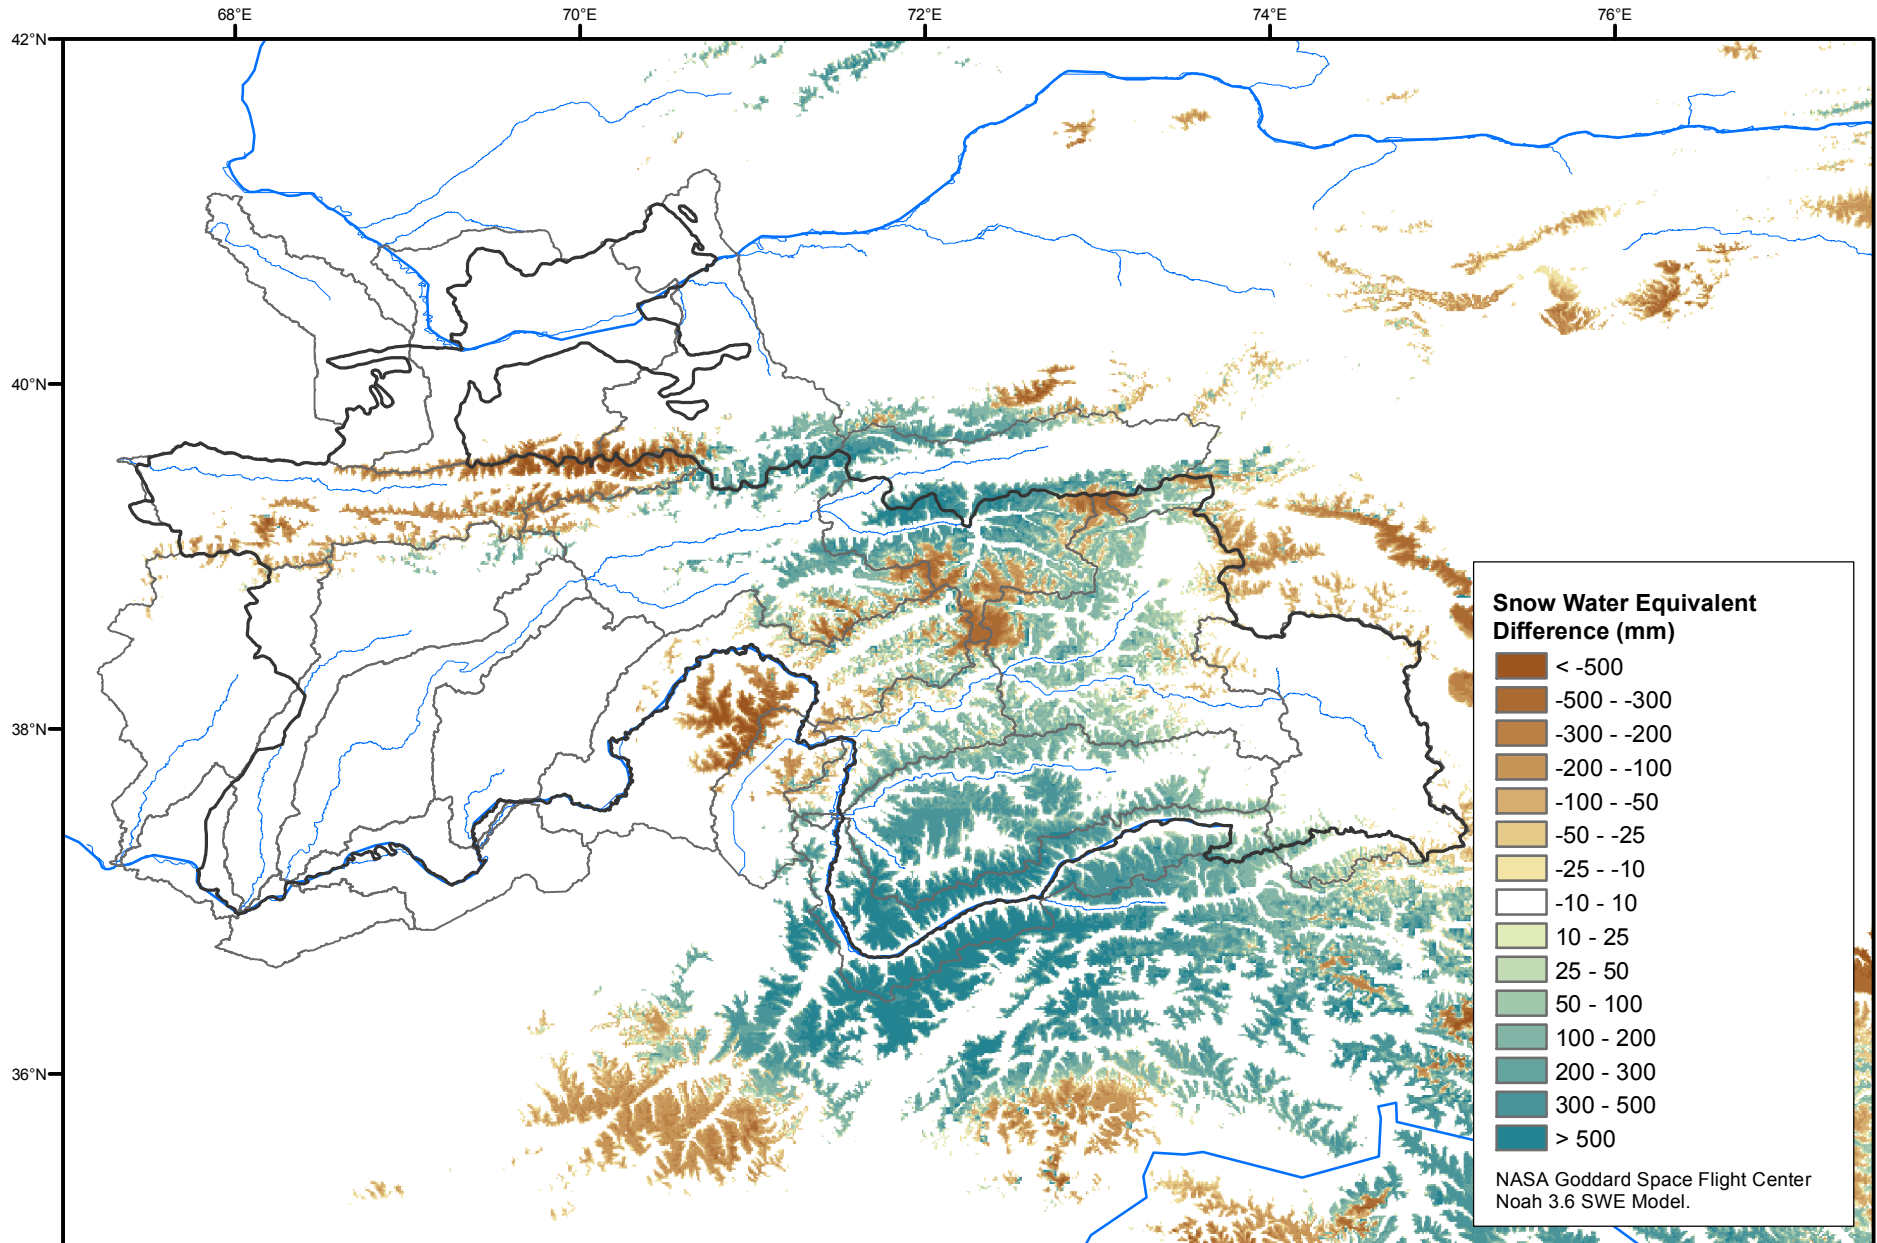 68°E
70°E
72°E
74°E
76°E
42°N
40°N
38°N
36°N
Snow Water Equivalent
Difference (mm)
< -500
-500 - -300
-300 - -200
-200 - -100
-100 - -50
-50 - -25
-25 - -10
-10 - 10
10 - 25
25 - 50
50 - 100
100 - 200
200 - 300
300 - 500
> 500
NASA Goddard Space Flight Center
Noah 3.6 SWE Model.